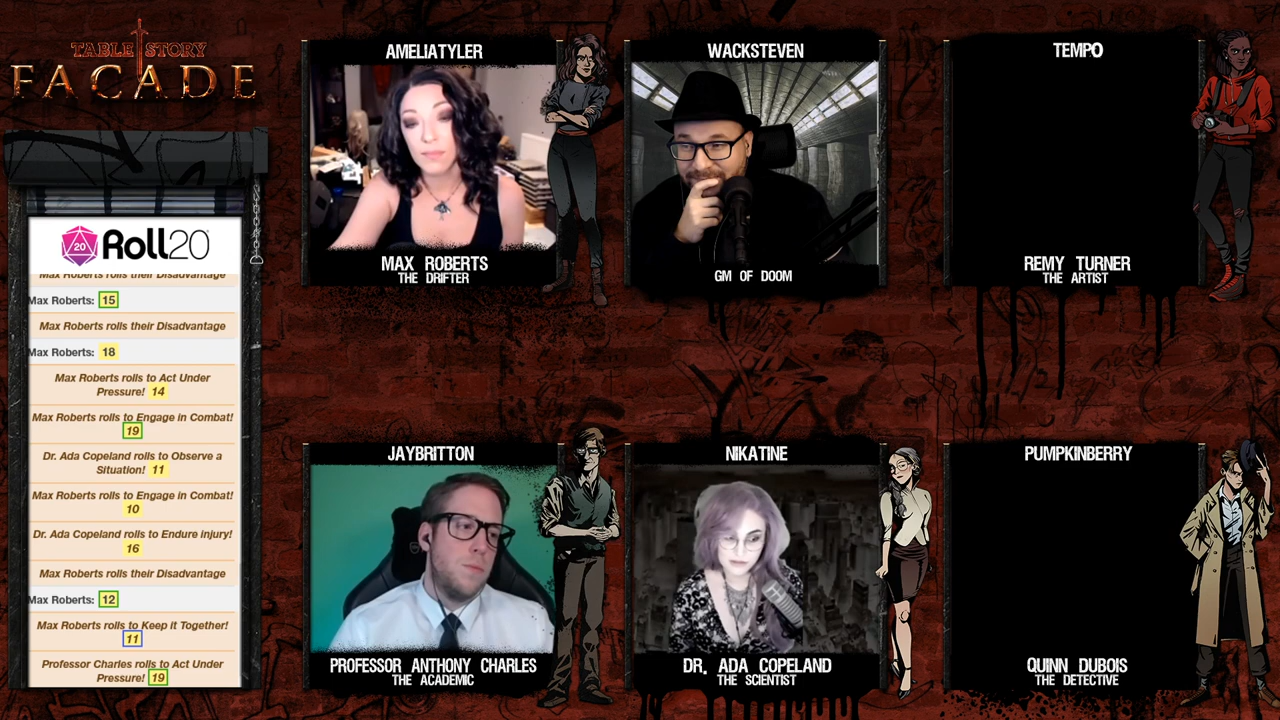 TABLE STORY
FACADE
20
Roll20
Max Roberts rolls their Disadvantage
Max Roberts: 15
Max Roberts rolls their Disadvantage
Max Roberts: 18
Max Roberts rolls to Act Under
Pressure! 14
Max Roberts rolls to Engage in Combat!
19
Dr. Ada Copeland rolls to Observe a
Situation! 11
Max Roberts rolls to Engage in Combat!
10
Dr. Ada Copeland rolls to Endure Injury!
16
Max Roberts rolls their Disadvantage
Max Roberts: 12
Max Roberts rolls to Keep it Together!
11
Professor Charles rolls to Act Under
Pressure! 19
AMELIATYLER
MAX ROBERTS
THE DRIFTER
WACKSTEVEN
GM OF DOOM
TEMPO
REMY TURNER
THE ARTIST
JAYBRITTON
PROFESSOR ANTHONY CHARLES
THE ACADEMIC
NIKATINE
DR. ADA COPELAND
THE SCIENTIST
PUMPKINBERRY
QUINN DUBOIS
THE DETECTIVE